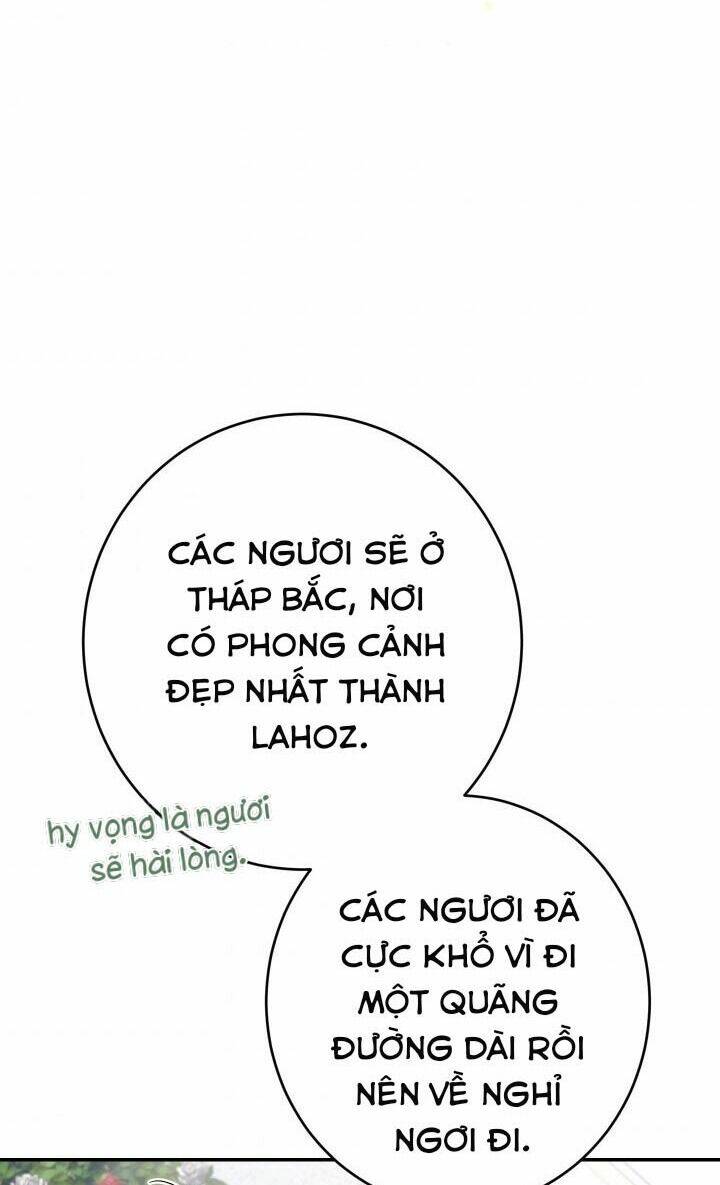 CÁC NGƯƠI SẼ Ở
THÁP BẮC, NƠI
CÓ PHONG CẢNH
ĐẸP NHẤT THÀNH
LAHOZ.
hy vọng là ngươi
sẽ hài lòng.
CÁC NGƯƠI ĐÃ
CỰC KHỔ VÌ ĐI
MỘT QUÃNG
ĐƯỜNG DÀI RỒI
NÊN VỀ NGHỈ
NGƠI ĐI.